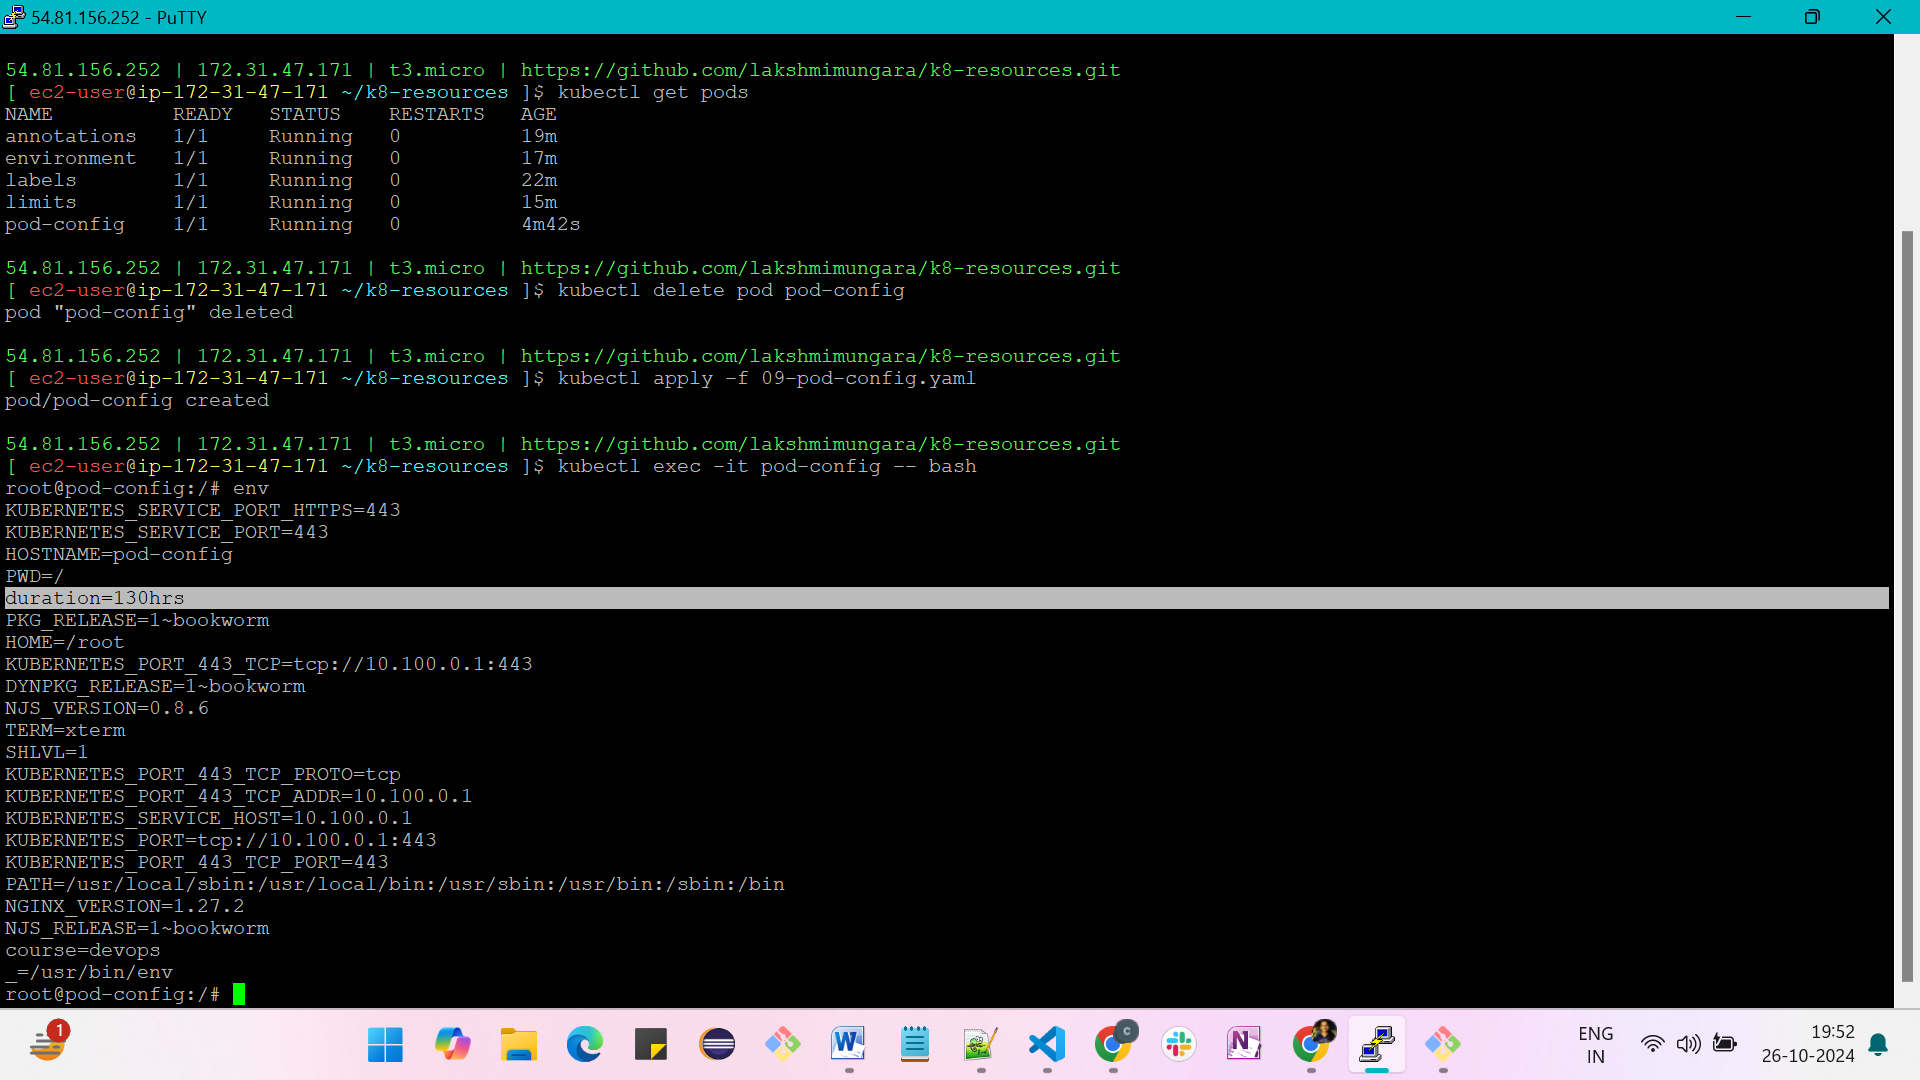 54.81.156.252 - PuTTY
54.81.156.252 | 172.31.47.171 | t3.micro | https://github.com/lakshmimungara/k8-resources.git
[ ec2-user@ip-172-31-47-171 ~/k8-resources ]$ kubectl get pods
NAME READY STATUS RESTARTS AGE
annotations 1/1 Running 0 19m
environment 1/1 Running 0 17m
labels 1/1 Running 0 22m
limits 1/1 Running 0 15m
pod-config 1/1 Running 0 4m42s
54.81.156.252 | 172.31.47.171 | t3.micro | https://github.com/lakshmimungara/k8-resources.git
[ ec2-user@ip-172-31-47-171 ~/k8-resources ]$ kubectl delete pod pod-config
pod "pod-config" deleted
54.81.156.252 | 172.31.47.171 | t3.micro | https://github.com/lakshmimungara/k8-resources.git
[ ec2-user@ip-172-31-47-171 ~/k8-resources ]$ kubectl apply -f 09-pod-config.yaml
pod/pod-config created
54.81.156.252 | 172.31.47.171 | t3.micro | https://github.com/lakshmimungara/k8-resources.git
[ ec2-user@ip-172-31-47-171 ~/k8-resources ]$ kubectl exec -it pod-config -- bash
root@pod-config:/# env
KUBERNETES_SERVICE_PORT_HTTPS=443
KUBERNETES_SERVICE_PORT=443
HOSTNAME=pod-config
PWD=/
duration=130hrs
PKG_RELEASE=1~bookworm
HOME=/root
KUBERNETES_PORT_443_TCP=tcp://10.100.0.1:443
DYNPKG_RELEASE=1~bookworm
NJS_VERSION=0.8.6
TERM=xterm
SHLVL=1
KUBERNETES_PORT_443_TCP_PROTO=tcp
KUBERNETES_PORT_443_TCP_ADDR=10.100.0.1
KUBERNETES_SERVICE_HOST=10.100.0.1
KUBERNETES_PORT=tcp://10.100.0.1:443
KUBERNETES_PORT_443_TCP_PORT=443
PATH=/usr/local/sbin:/usr/local/bin:/usr/sbin:/usr/bin:/sbin:/bin
NGINX_VERSION=1.27.2
NJS_RELEASE=1~bookworm
course=devops
_=/usr/bin/env
root@pod-config:/#
1
W
N
C
ENG
IN
19:52
26-10-2024